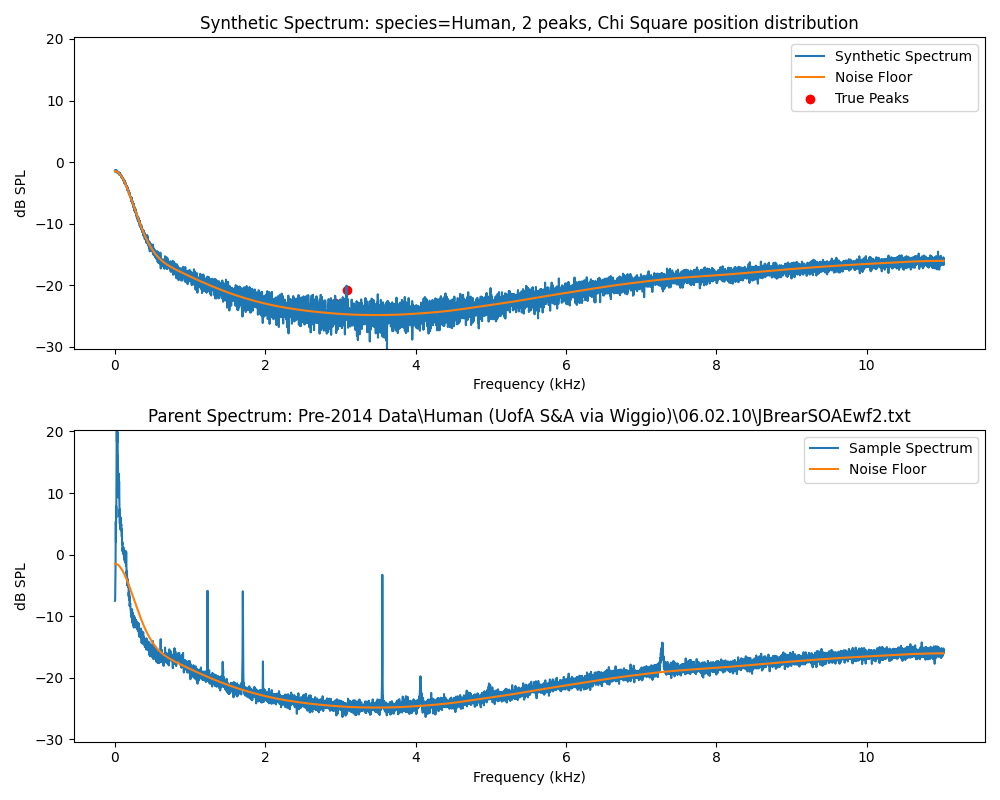 Synthetic Spectrum: species=Human, 2 peaks, Chi Square position distribution
20
10
0
−10
−20
−30
dB SPL
Synthetic Spectrum
Noise Floor
True Peaks
0 2 4 6 8 10
Frequency (kHz)
Parent Spectrum: Pre-2014 Data\Human (UofA S&A via Wiggio)\06.02.10\JBrearSOAEwf2.txt
20
10
0
−10
−20
−30
dB SPL
Sample Spectrum
Noise Floor
0 2 4 6 8 10
Frequency (kHz)